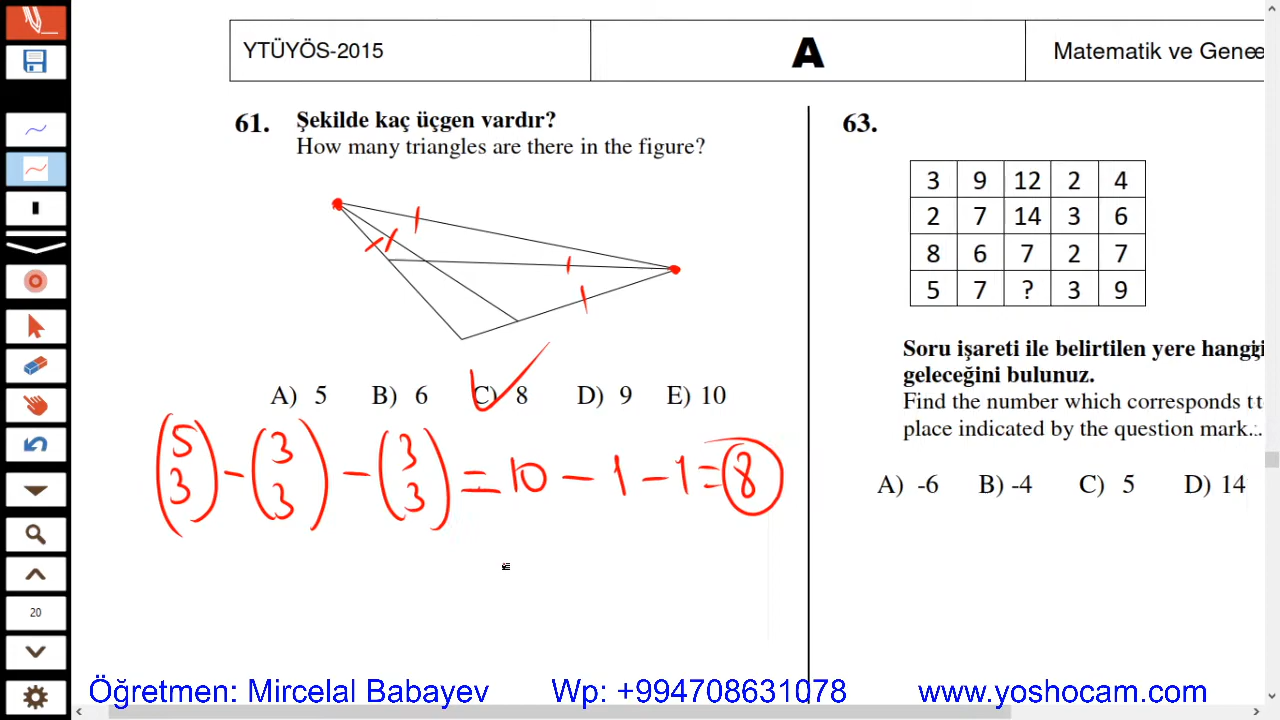 YTÜYÖS-2015
A
Matematik ve Gene
61. Şekilde kaç üçgen vardır?
How many triangles are there in the figure?
A) 5 B) 6 C) 8 D) 9 E) 10
(5 3) - (3 3) - (3 3) = 10 - 1 - 1 = 8
63.
3 9 12 2 4
2 7 14 3 6
8 6 7 2 7
5 7 ? 3 9
Soru işareti ile belirtilen yere hangi
geleceğini bulunuz.
Find the number which corresponds t
place indicated by the question mark.
A) -6 B) -4 C) 5 D) 14
20
Öğretmen: Mircelal Babayev Wp: +994708631078 www.yoshocam.com